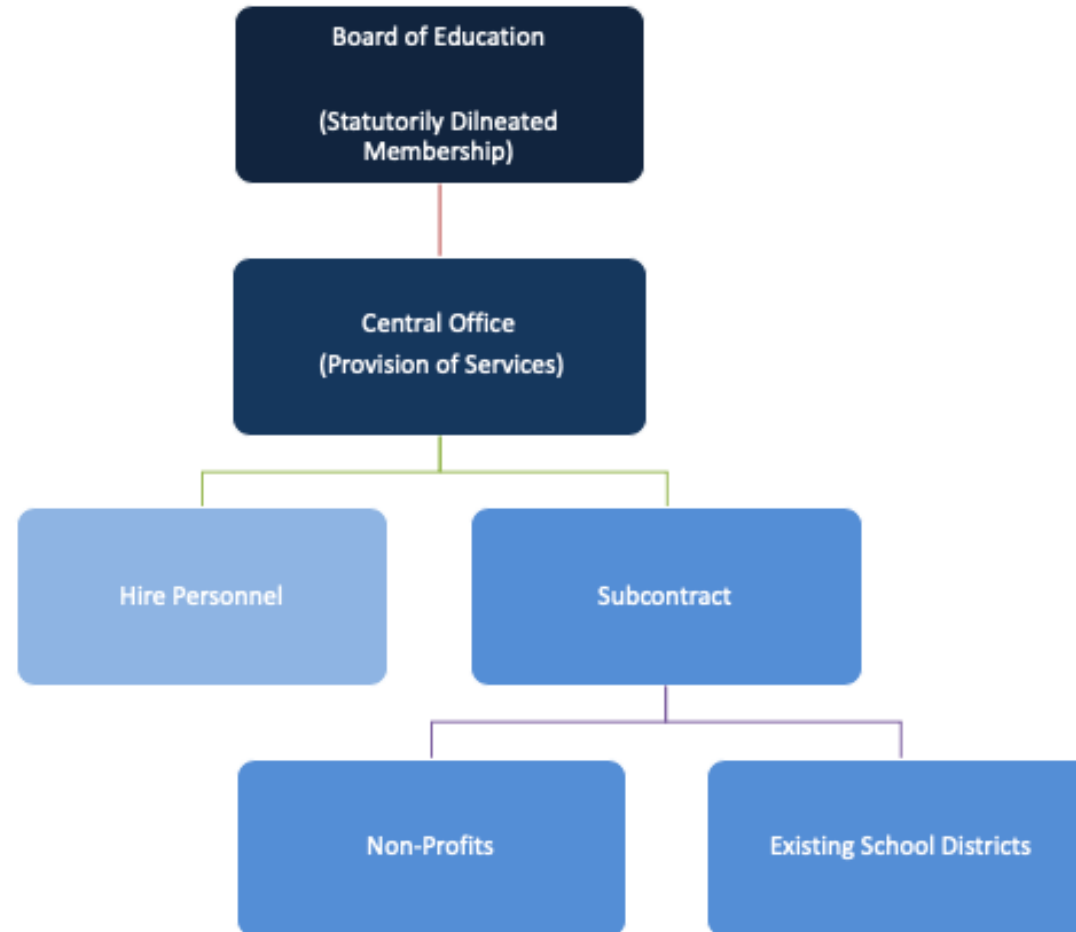 Board of Education
(Statutorily Dilneated
Membership)
Central Office
(Provision of Services)
Hire Personnel
Subcontract
Non-Profits
Existing School Districts